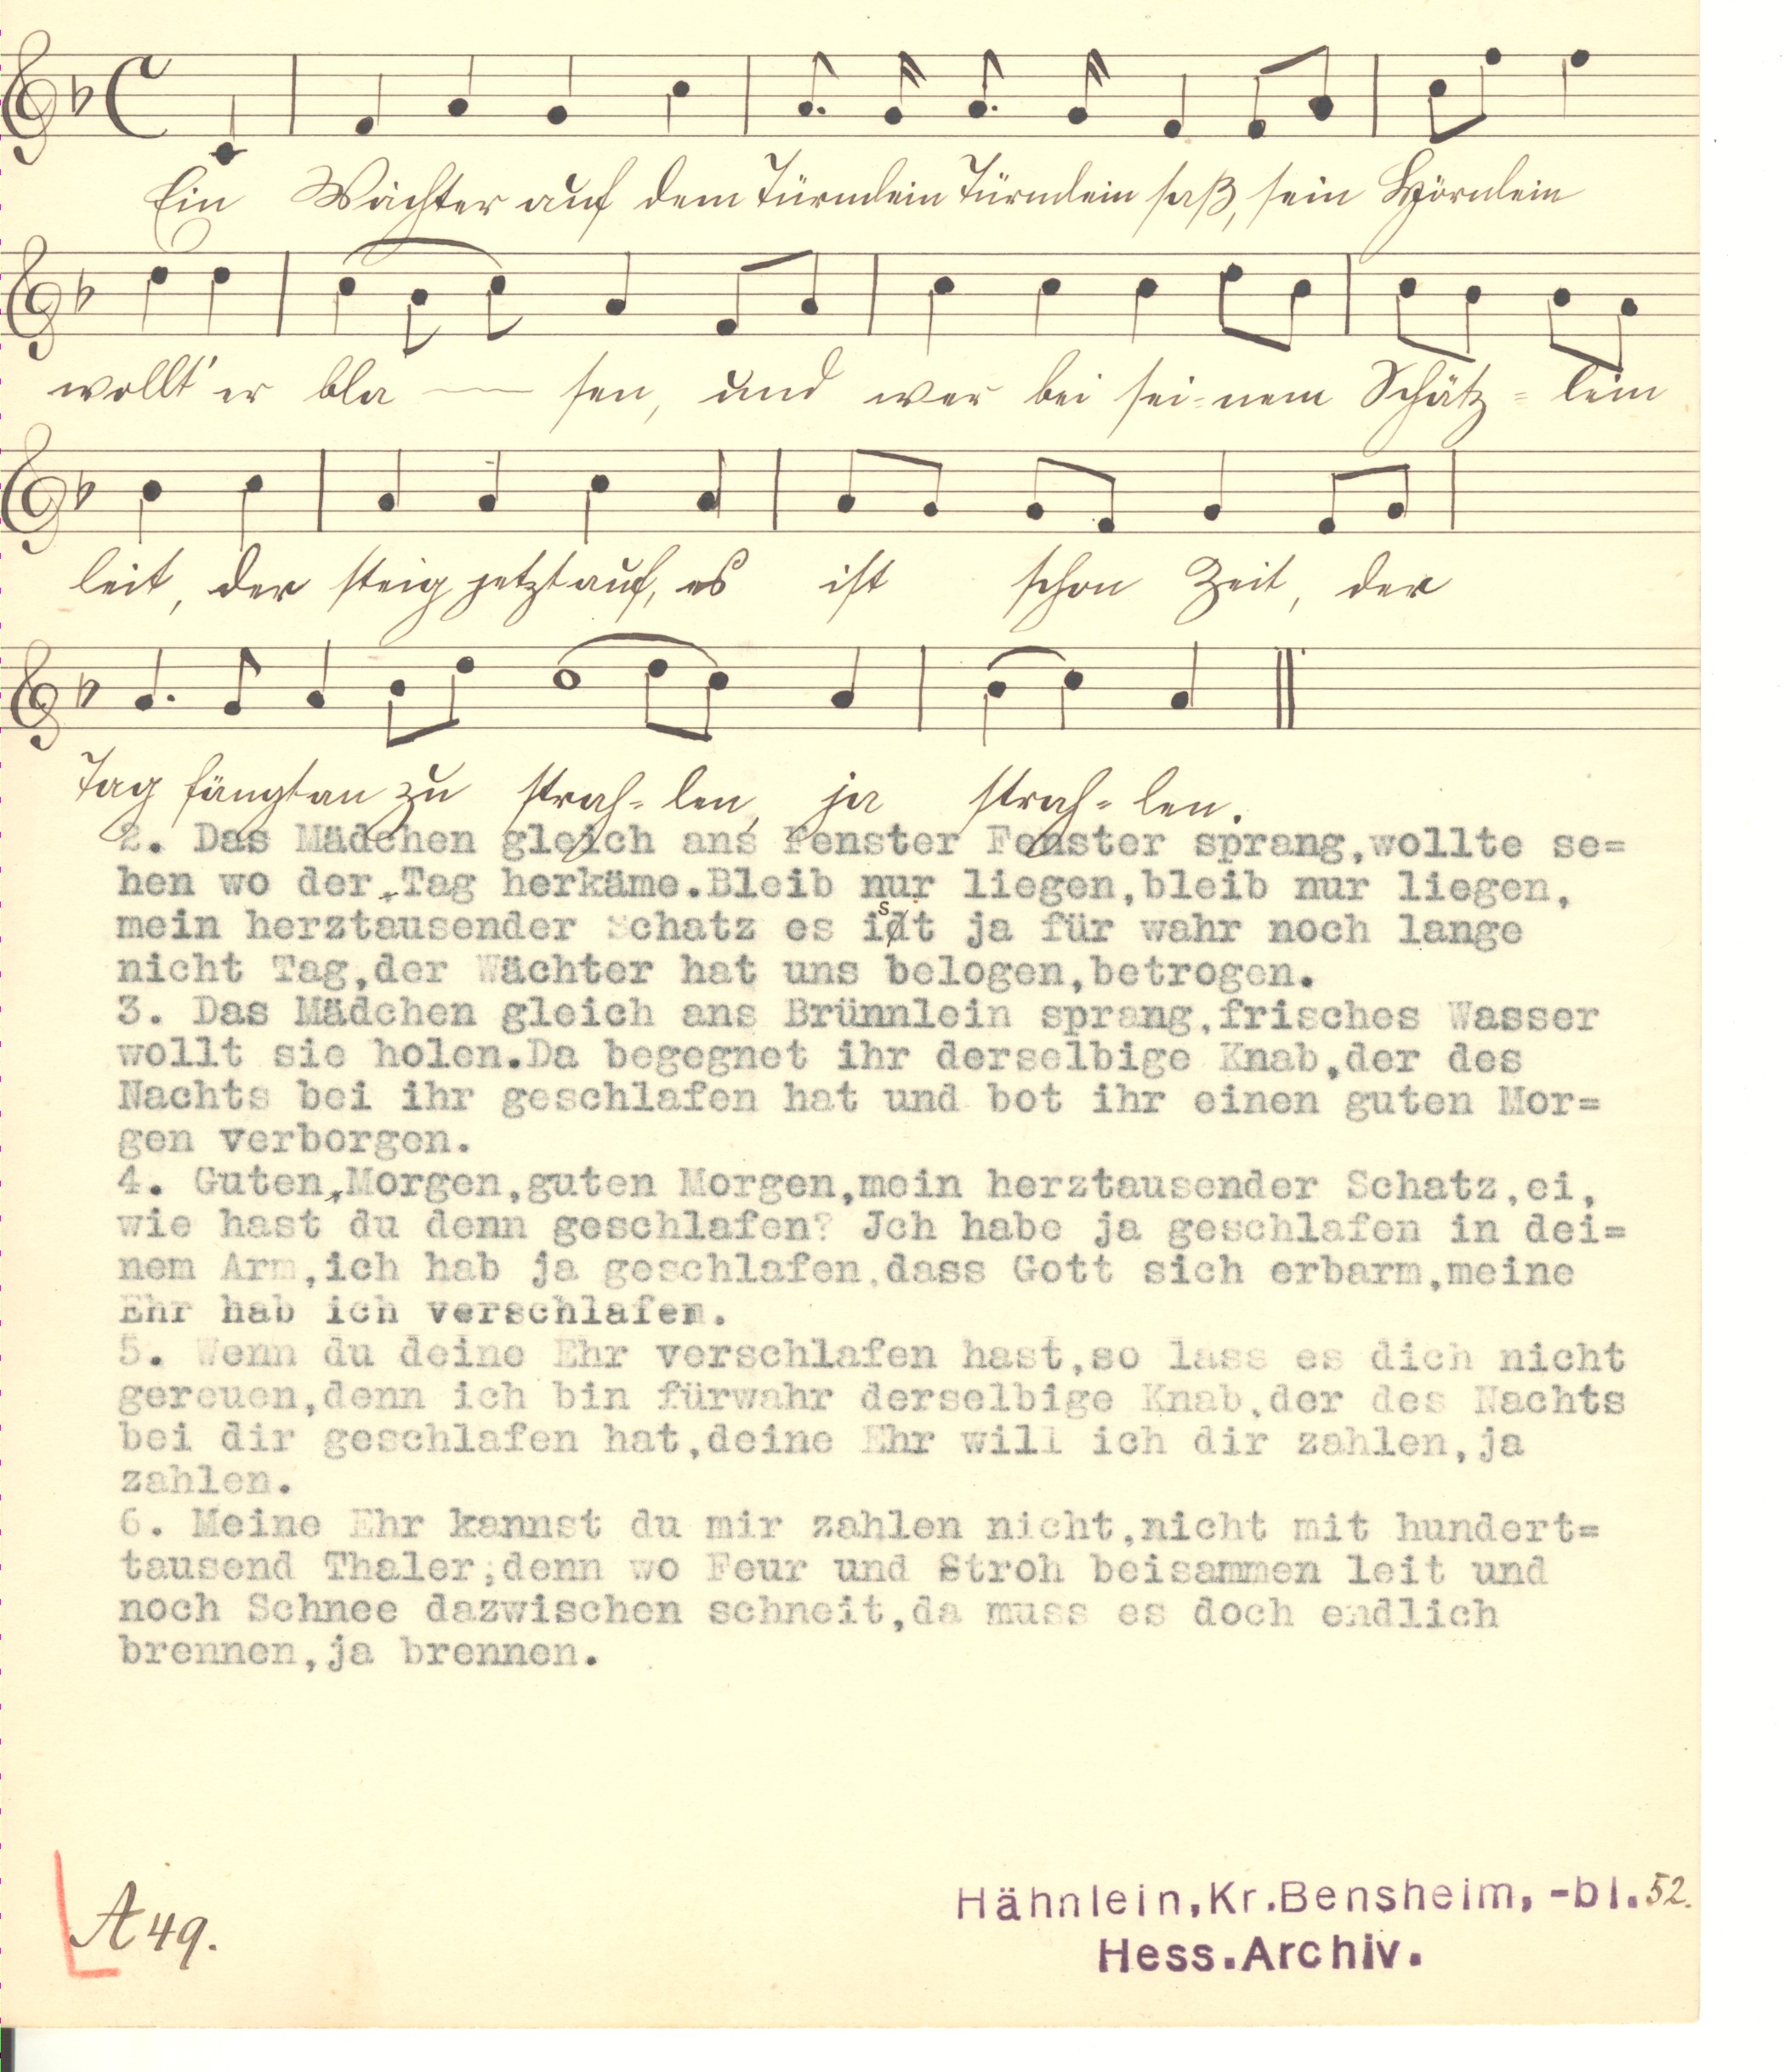 Ein Wächter auf dem Türmlein Türmlein saß, sein Hörnlein
wollt' er bla — sen, und wer bei sei-nem Schätz = lein
leit, der steig jetzt auf, es ist schon Zeit, der
Tag fängt an zu strah = len, ja strah = len.
2. Das Mädchen gleich ans Fenster Fenster sprang,wollte se=
hen wo der Tag herkäme.Bleib nur liegen,bleib nur liegen,
mein herztausender Schatz es ist ja für wahr noch lange
nicht Tag,der Wächter hat uns belogen,betrogen.
3. Das Mädchen gleich ans Brünnlein sprang,frisches Wasser
wollt sie holen.Da begegnet ihr derselbige Knab,der des
Nachts bei ihr geschlafen hat und bot ihr einen guten Mor=
gen verborgen.
4. Guten,Morgen,guten Morgen,mein herztausender Schatz,ei,
wie hast du denn geschlafen? Jch habe ja geschlafen in dei=
nem Arm,ich hab ja geschlafen,dass Gott sich erbarm,meine
Ehr hab ich verschlafen.
5. Wenn du deine Ehr verschlafen hast,so lass es dich nicht
gereuen,denn ich bin fürwahr derselbige Knab,der des Nachts
bei dir geschlafen hat,deine Ehr will ich dir zahlen,ja
zahlen.
6. Meine Ehr kannst du mir zahlen nicht,nicht mit hundert=
tausend Thaler;denn wo Feur und Stroh beisammen leit und
noch Schnee dazwischen schneit,da muss es doch endlich
brennen,ja brennen.
A 49.
Hähnlein,Kr.Bensheim, -bl.52.
Hess.Archiv.